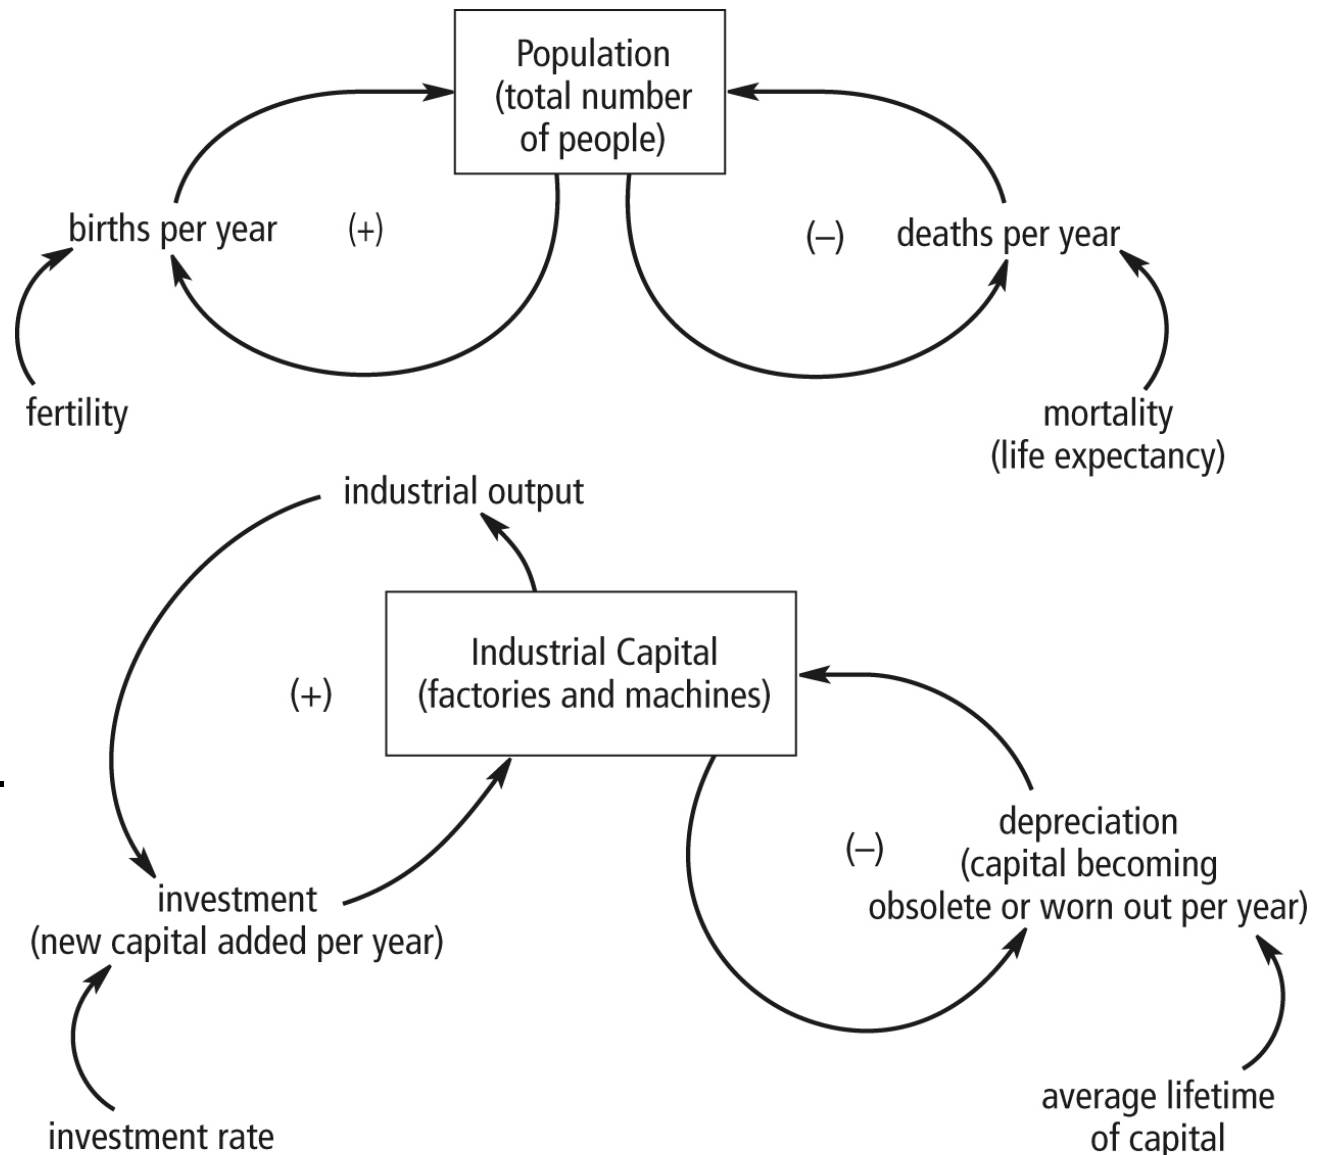 Population
(total number
of people)
births per year
(+)
(–)
deaths per year
fertility
mortality
(life expectancy)
industrial output
Industrial Capital
(factories and machines)
(+)
depreciation
(capital becoming
obsolete or worn out per year)
(–)
investment
(new capital added per year)
investment rate
average lifetime
of capital